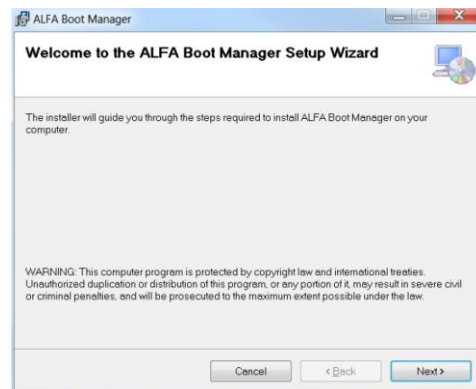 ALFA Boot Manager
Welcome to the ALFA Boot Manager Setup Wizard
The installer will guide you through the steps required to install ALFA Boot Manager on your
computer.
WARNING: This computer program is protected by copyright law and international treaties.
Unauthorized duplication or distribution of this program, or any portion of it, may result in severe civil
or criminal penalties, and will be prosecuted to the maximum extent possible under the law.
Cancel
< Back
Next >